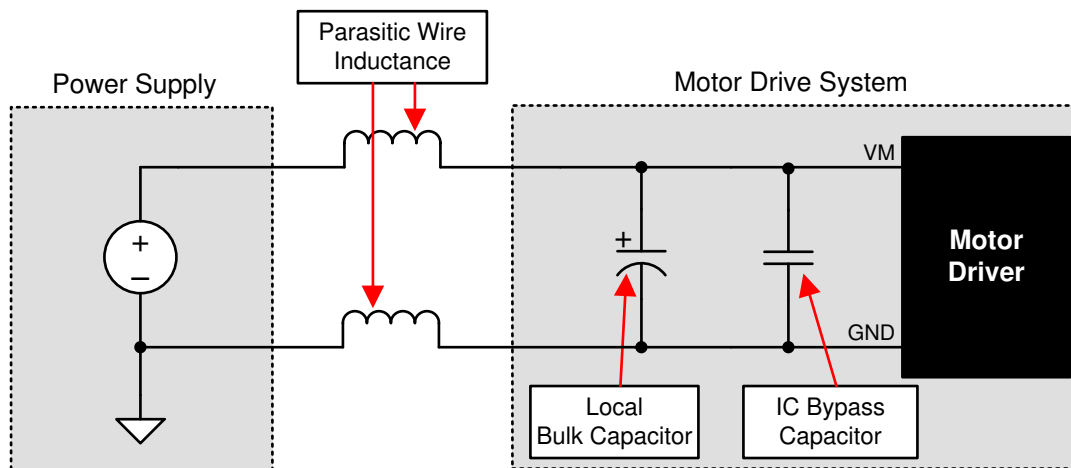 Parasitic Wire
Inductance
Power Supply
Motor Drive System
VM
+
–
+
Motor
Driver
GND
Local
Bulk Capacitor
IC Bypass
Capacitor